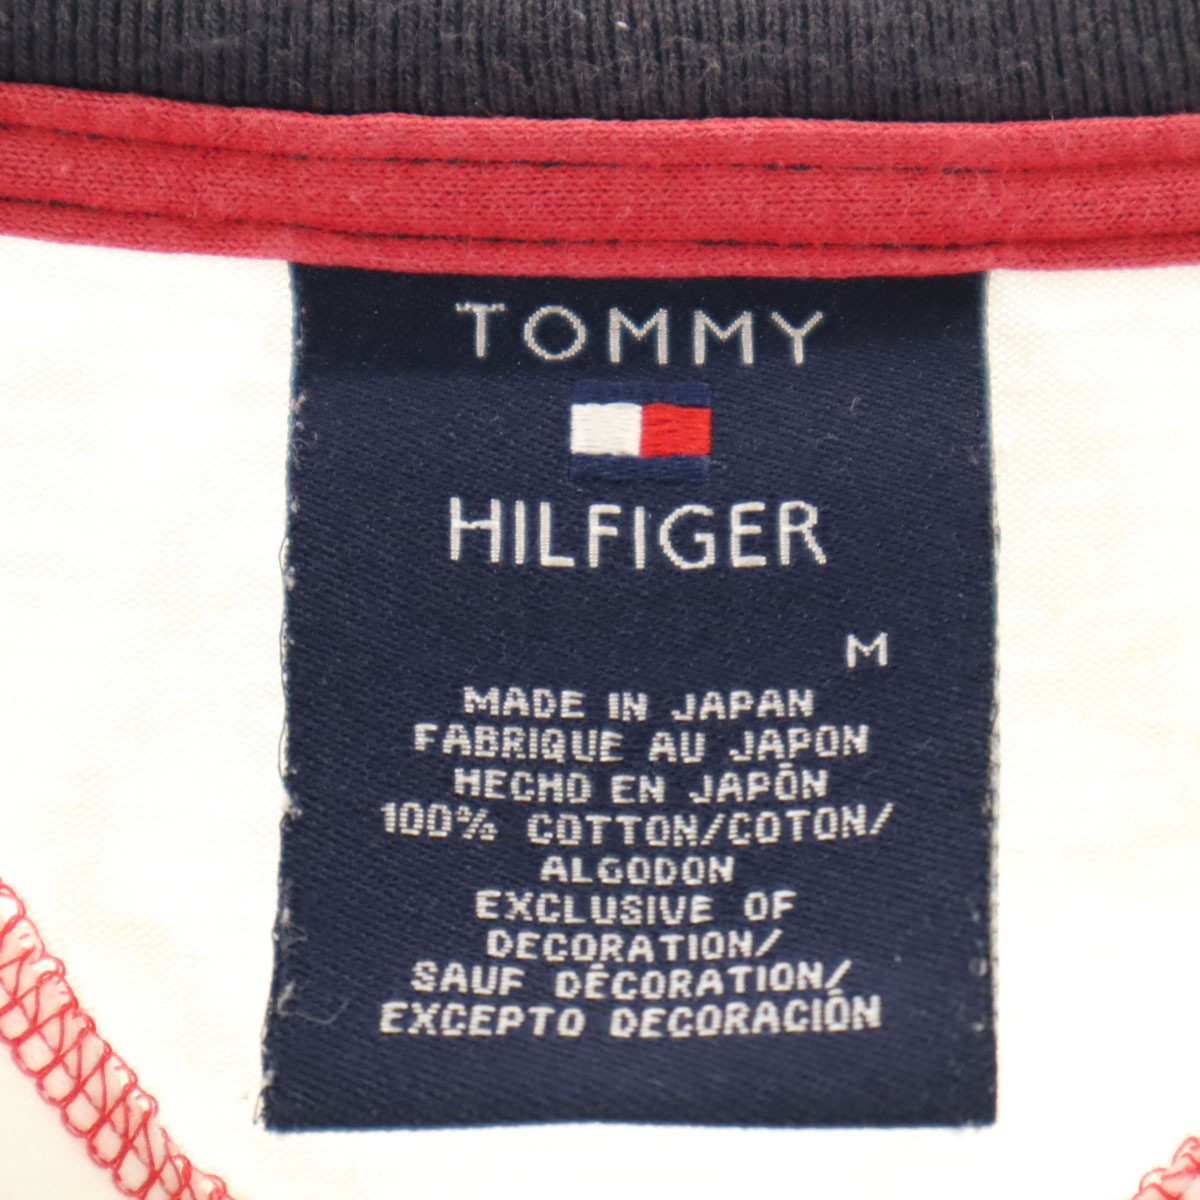 TOMMY
HILFIGER
M
MADE IN JAPAN
FABRIQUE AU JAPON
HECHO EN JAPÓN
100% COTTON/COTON/
ALGODON
EXCLUSIVE OF
DECORATION/
SAUF DÉCORATION/
EXCEPTO DECORACIÓN